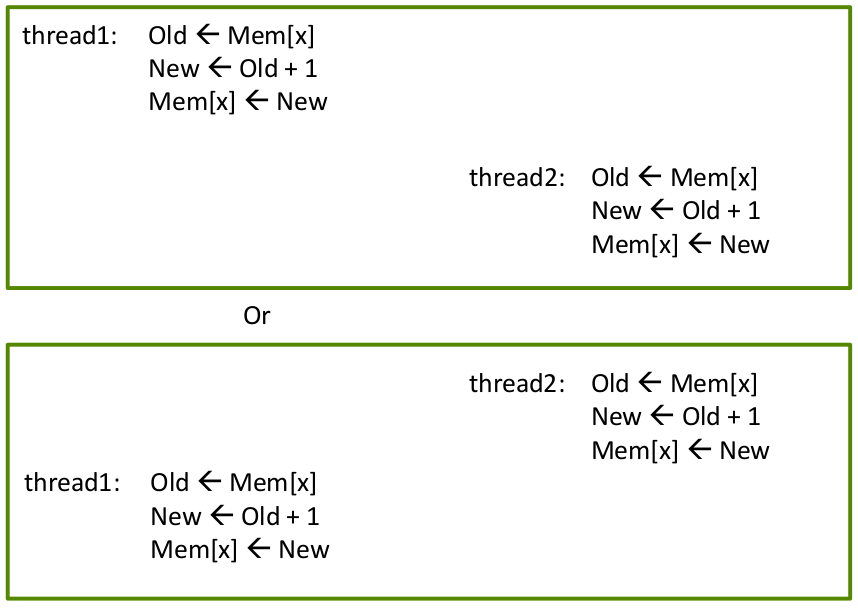 thread1: Old ← Mem[x]
New ← Old + 1
Mem[x] ← New
thread2: Old ← Mem[x]
New ← Old + 1
Mem[x] ← New
Or
thread2: Old ← Mem[x]
New ← Old + 1
Mem[x] ← New
thread1: Old ← Mem[x]
New ← Old + 1
Mem[x] ← New